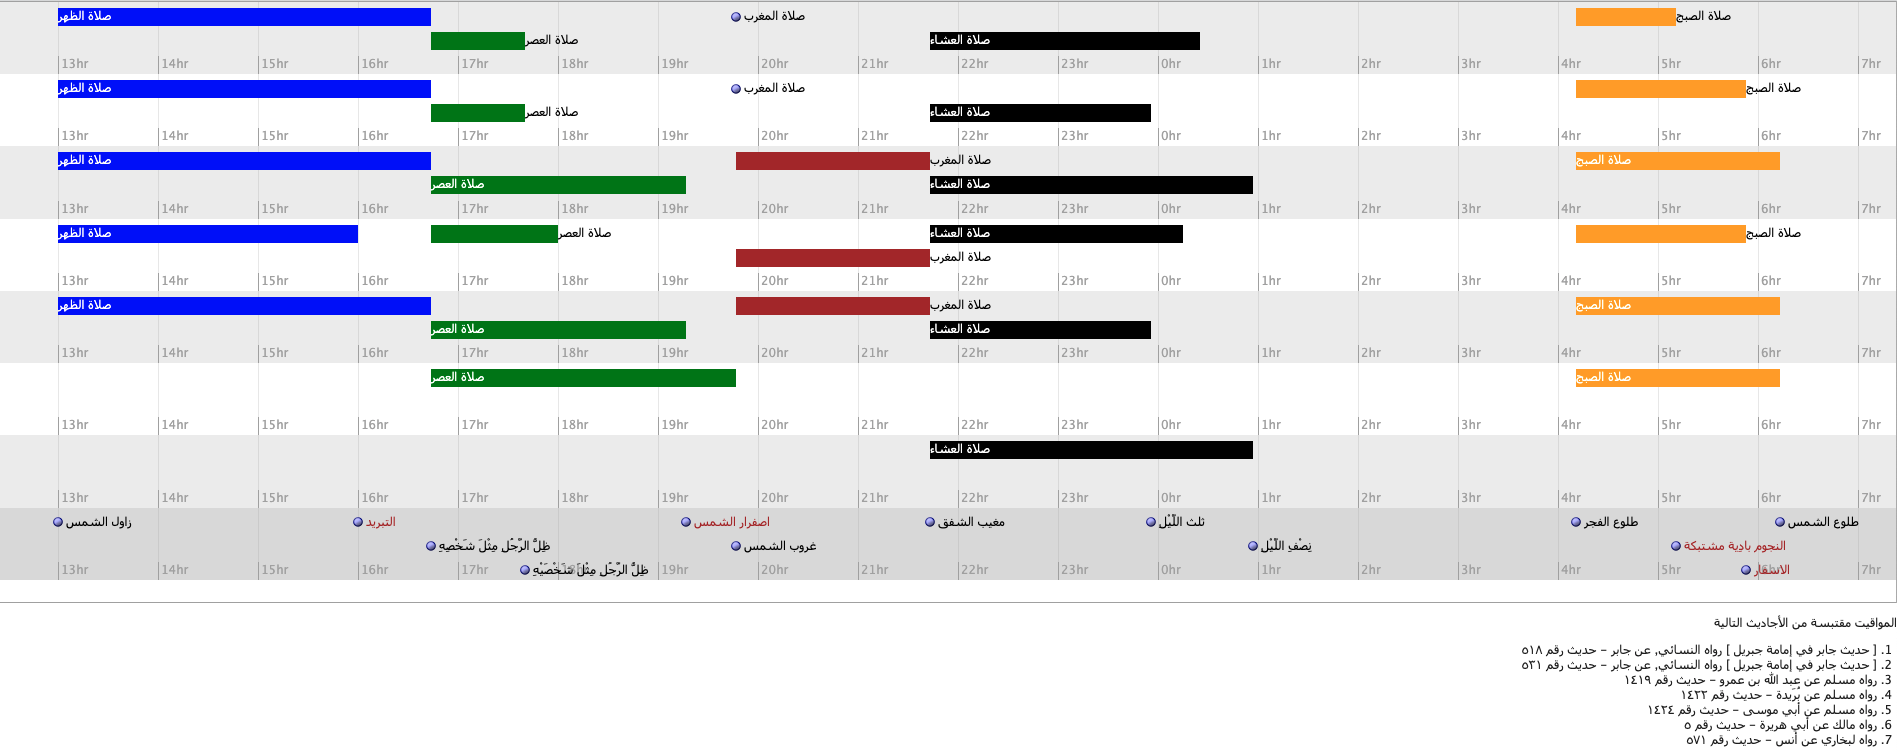 صلاة الظهر
صلاة المغرب
صلاة الصبح
صلاة العصر
صلاة العشاء
13hr 14hr 15hr 16hr 17hr 18hr 19hr 20hr 21hr 22hr 23hr 0hr 1hr 2hr 3hr 4hr 5hr 6hr 7hr
صلاة الظهر
صلاة المغرب
صلاة الصبح
صلاة العصر
صلاة العشاء
13hr 14hr 15hr 16hr 17hr 18hr 19hr 20hr 21hr 22hr 23hr 0hr 1hr 2hr 3hr 4hr 5hr 6hr 7hr
صلاة الظهر
صلاة المغرب
صلاة الصبح
صلاة العصر
صلاة العشاء
13hr 14hr 15hr 16hr 17hr 18hr 19hr 20hr 21hr 22hr 23hr 0hr 1hr 2hr 3hr 4hr 5hr 6hr 7hr
صلاة الظهر
صلاة العصر
صلاة العشاء
صلاة الصبح
صلاة المغرب
13hr 14hr 15hr 16hr 17hr 18hr 19hr 20hr 21hr 22hr 23hr 0hr 1hr 2hr 3hr 4hr 5hr 6hr 7hr
صلاة الظهر
صلاة المغرب
صلاة الصبح
صلاة العصر
صلاة العشاء
13hr 14hr 15hr 16hr 17hr 18hr 19hr 20hr 21hr 22hr 23hr 0hr 1hr 2hr 3hr 4hr 5hr 6hr 7hr
صلاة العصر
صلاة الصبح
13hr 14hr 15hr 16hr 17hr 18hr 19hr 20hr 21hr 22hr 23hr 0hr 1hr 2hr 3hr 4hr 5hr 6hr 7hr
صلاة العشاء
13hr 14hr 15hr 16hr 17hr 18hr 19hr 20hr 21hr 22hr 23hr 0hr 1hr 2hr 3hr 4hr 5hr 6hr 7hr
زاول الشمس
التبريد
اصفرار الشمس
مغيب الشفق
ثلث اللّيْل
طلوع الفجر
طلوع الشمس
ظِلُّ الرَّجُلِ مِثْلَ شَخْصِهِ
غروب الشمس
نِصْفِ اللَّيْلِ
النجوم بادية مشتبكة
ظِلُّ الرَّجُلِ مِثْلَ شَخْصَيْهِ
الاسفار
13hr 14hr 15hr 16hr 17hr 18hr 19hr 20hr 21hr 22hr 23hr 0hr 1hr 2hr 3hr 4hr 5hr 6hr 7hr
المواقيت مقتبسة من الأحاديث التالية
1. [ حديث جابر في إمامة جبريل ] رواه النسائي, عن جابر – حديث رقم ٥١٨
2. [ حديث جابر في إمامة جبريل ] رواه النسائي, عن جابر – حديث رقم ٥٣١
3. رواه مسلم عن عبد الله بن عمرو – حديث رقم ١٤١٩
4. رواه مسلم عن بُرَيدة – حديث رقم ١٤٢٢
5. رواه مسلم عن أبي موسى – حديث رقم ١٤٢٤
6. رواه مالك عن أبي هريرة – حديث رقم ٥
7. رواه لبخاري عن أنس – حديث رقم ٥٧١